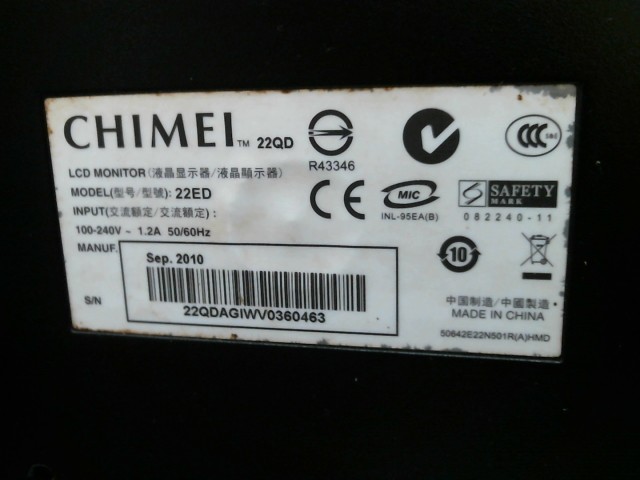 CHIMEI™ 22QD
LCD MONITOR(液晶显示器/液晶顯示器)
MODEL(型号/型號): 22ED
INPUT(交流額定/交流額定):
100-240V ~ 1.2A 50/60Hz
MANUF.
Sep. 2010
S/N
22QDAGIWV0360463
R43346
CCC
CE
MIC
INL-95EA(B)
S SAFETY
MARK
082240-11
10
中国制造/中國製造
MADE IN CHINA
50642E22N501R(A)HMD